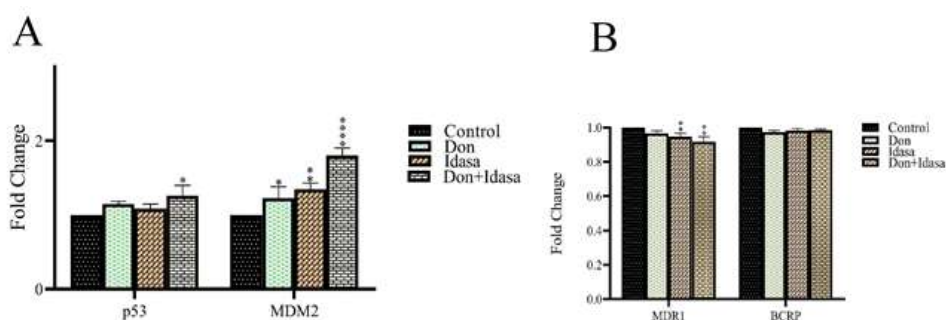 A
Fold Change
2
0
*
*
**
****
p53
MDM2
Control
Don
Idasa
Don+Idasa
B
Fold Change
1.0
0.8
0.6
0.4
0.2
0.0
**
**
MDR1
BCRP
Control
Don
Idasa
Don+Idasa